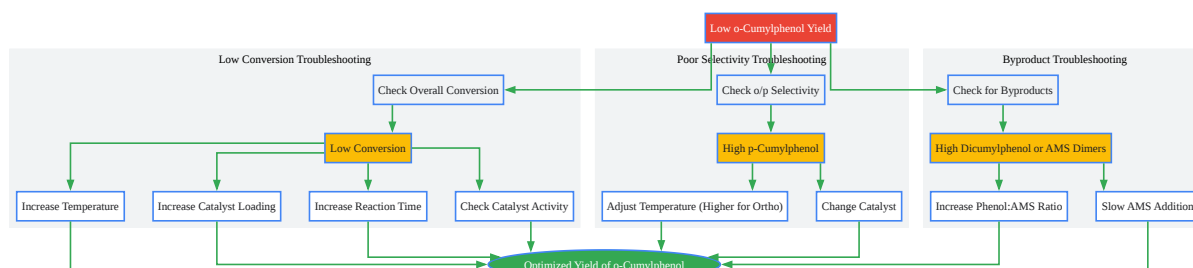 Low o-Cumylphenol Yield
Low Conversion Troubleshooting
Poor Selectivity Troubleshooting
Byproduct Troubleshooting
Check Overall Conversion
Check o/p Selectivity
Check for Byproducts
Low Conversion
High p-Cumylphenol
High Dicumylphenol or AMS Dimers
Increase Temperature
Increase Catalyst Loading
Increase Reaction Time
Check Catalyst Activity
Adjust Temperature (Higher for Ortho)
Change Catalyst
Increase Phenol:AMS Ratio
Slow AMS Addition
Optimized Yield of o-Cumylphenol